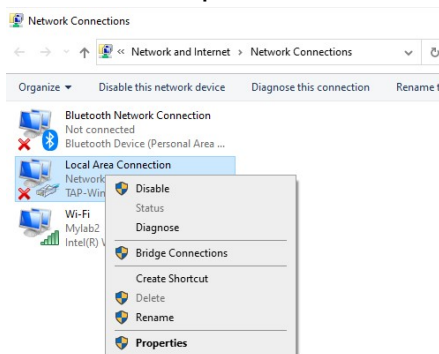 Network Connections
« Network and Internet > Network Connections
Organize Disable this network device Diagnose this connection Rename
Bluetooth Network Connection
Not connected
Bluetooth Device (Personal Area ...
Local Area Connection
Network
TAP-Win
Wi-Fi
Mylab2
Intel(R)
Disable
Status
Diagnose
Bridge Connections
Create Shortcut
Delete
Rename
Properties